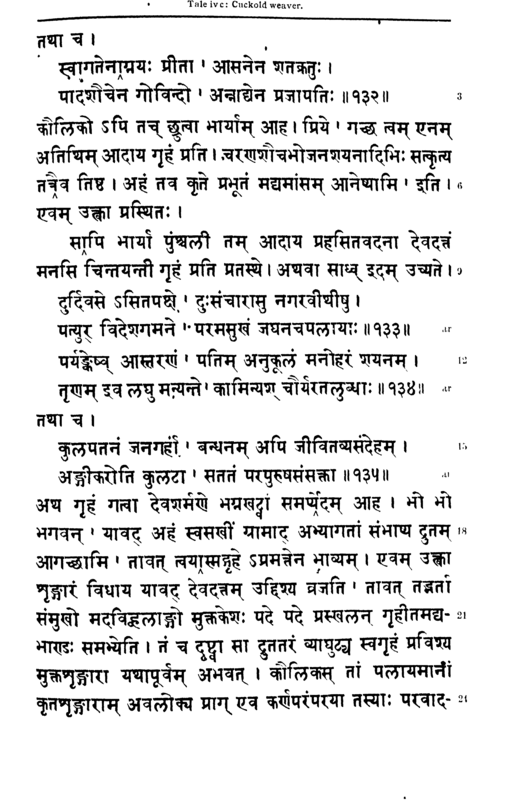 Tale iv c: Cuckold weaver.
तथा च ।
स्वागतेनाग्नयः प्रीता ' आसनेन शतक्रतुः ।
पादशौचेन गोविन्दो ' अन्नाद्येन प्रजापतिः ॥१३२॥ 3
कौलिको ऽपि तच् छ्रुत्वा भार्याम् आह । प्रिये ' गच्छ त्वम् एनम्
अतिथिम् आदाय गृहं प्रति । चरणशौचभोजनशयनादिभिः सत्कृत्य
तत्रैव तिष्ठ । अहं तव कृते प्रभूतं मद्यमांसम् आनेष्यामि ' इति । 6
एवम् उक्त्वा प्रस्थितः ।
सापि भार्या पुंश्चली तम् आदाय प्रहसितवदना देवदत्तं
मनसि चिन्तयन्ती गृहं प्रति प्रतस्थे । अथवा साध्व् इदम् उच्यते । 9
दुर्दिवसे ऽसितपक्षे ' दुःसंचारासु नगरवीथीषु ।
पत्युर् विदेशगमने ' परमसुखं जघनचपलायाः ॥१३३॥ ar
पर्यङ्केष्व् आस्तरणं ' पतिम् अनुकूलं मनोहरं शयनम् । 12
तृणम् इव लघु मन्यन्ते ' कामिन्यश् चौर्यरतलुब्धाः ॥१३४॥ ar
तथा च ।
कुलपतनं जनगर्हां ' बन्धनम् अपि जीवितव्यसंदेहम् । 15
अङ्गीकरोति कुलटा ' सततं परपुरुषसंसक्ता ॥१३५॥ ar
अथ गृहं गत्वा देवशर्मणे भग्नखट्वां समर्प्येदम् आह । भो भो
भगवन् ' यावद् अहं स्वसखीं ग्रामाद् अभ्यागतां संभाष्य द्रुतम् 18
आगच्छामि ' तावत् त्वयास्मद्गृहे ऽप्रमत्तेन भाव्यम् । एवम् उक्त्वा
शृङ्गारं विधाय यावद् देवदत्तम् उद्दिश्य व्रजति ' तावत् तद्भर्ता
संमुखो मदविह्वलाङ्गो मुक्तकेशः पदे पदे प्रस्खलन् गृहीतमद्य- 21
भाण्डः समभ्येति । तं च दृष्ट्वा सा द्रुततरं व्याघुट्य स्वगृहं प्रविश्य
मुक्तशृङ्गारा यथापूर्वम् अभवत् । कौलिकस् तां पलायमानां
कृतशृङ्गाराम् अवलोक्य प्राग् एव कर्णपरंपरया तस्याः परवाद- 24